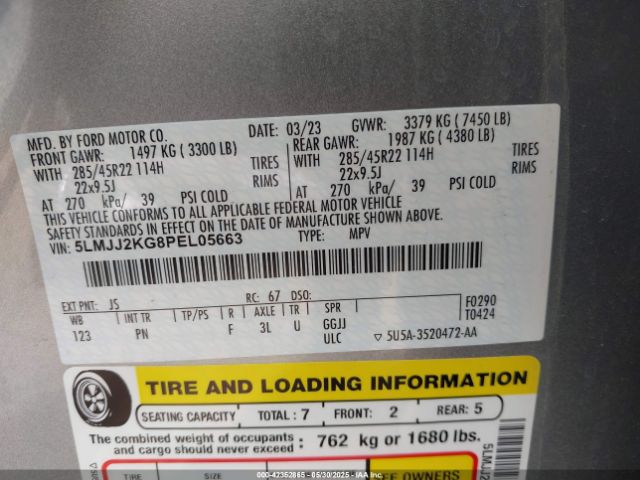 MFD. BY FORD MOTOR CO.
DATE: 03/23 GVWR: 3379 KG ( 7450 LB)
FRONT GAWR: 1497 KG ( 3300 LB) REAR GAWR: 1987 KG ( 4380 LB)
WITH 285/45R22 114H TIRES WITH 285/45R22 114H TIRES
22x9.5J RIMS 22x9.5J RIMS
AT 270 kPa/ 39 PSI COLD AT 270 kPa/ 39 PSI COLD
THIS VEHICLE CONFORMS TO ALL APPLICABLE FEDERAL MOTOR VEHICLE
SAFETY STANDARDS IN EFFECT ON THE DATE OF MANUFACTURE SHOWN ABOVE.
VIN: 5LMJJ2KG8PEL05663 TYPE: MPV
EXT PNT: JS RC: 67 DSO: F0290
WB INT TR TP/PS R AXLE TR SPR T0424
123 PN F 3L U GGJJ
ULC ▽ 5U5A-3520472-AA
TIRE AND LOADING INFORMATION
SEATING CAPACITY TOTAL : 7 FRONT: 2 REAR: 5
The combined weight of occupants and cargo should never exceed : 762 kg or 1680 lbs.
TIRE SIZE OWNERS
00-42352865 - 05/30/2025 - IAAI, INC.